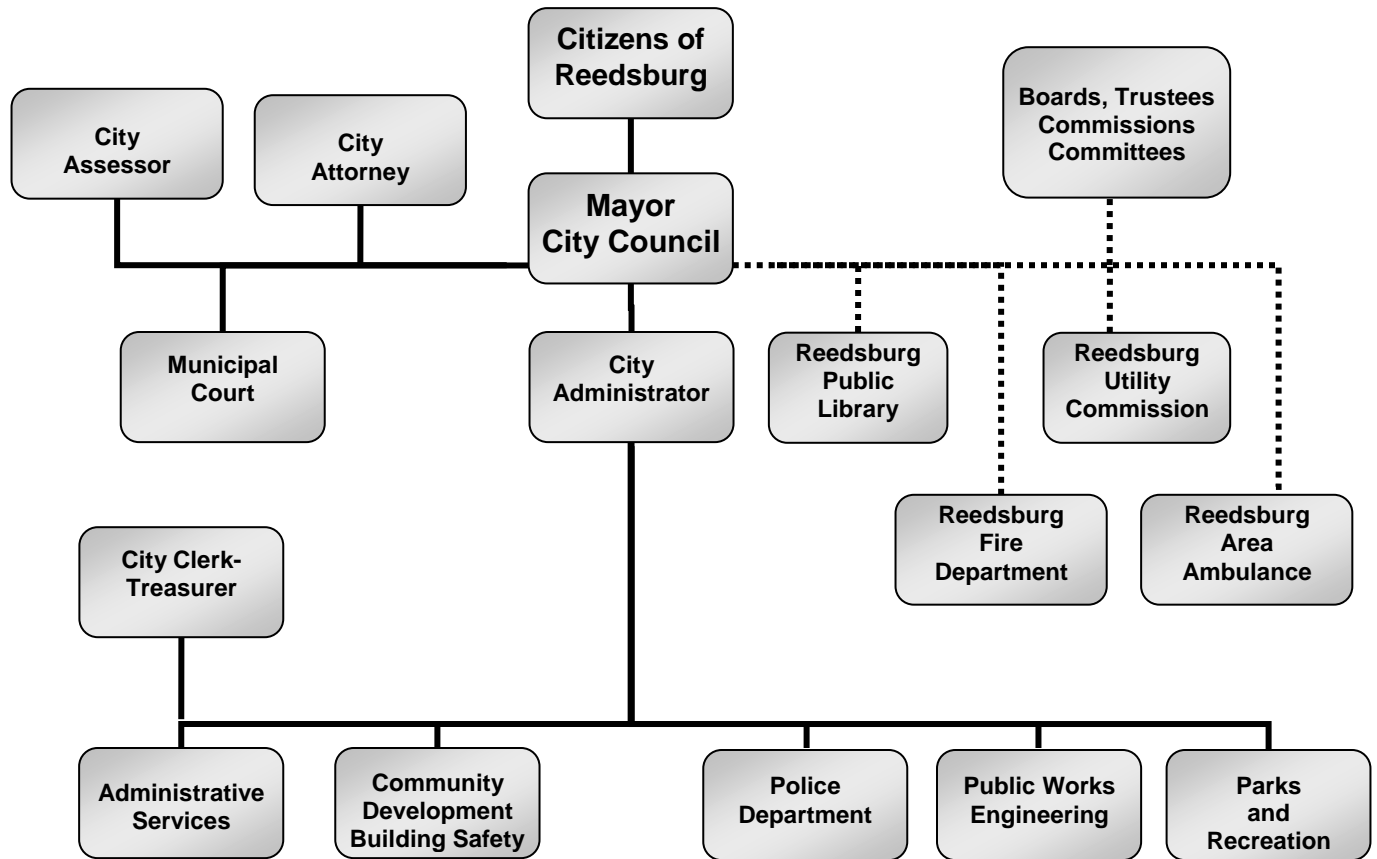 Citizens of
Reedsburg
Boards, Trustees
Commissions
Committees
City
Assessor
City
Attorney
Mayor
City Council
Municipal
Court
City
Administrator
Reedsburg
Public
Library
Reedsburg
Utility
Commission
Reedsburg
Fire
Department
Reedsburg
Area
Ambulance
City Clerk-
Treasurer
Administrative
Services
Community
Development
Building Safety
Police
Department
Public Works
Engineering
Parks
and
Recreation